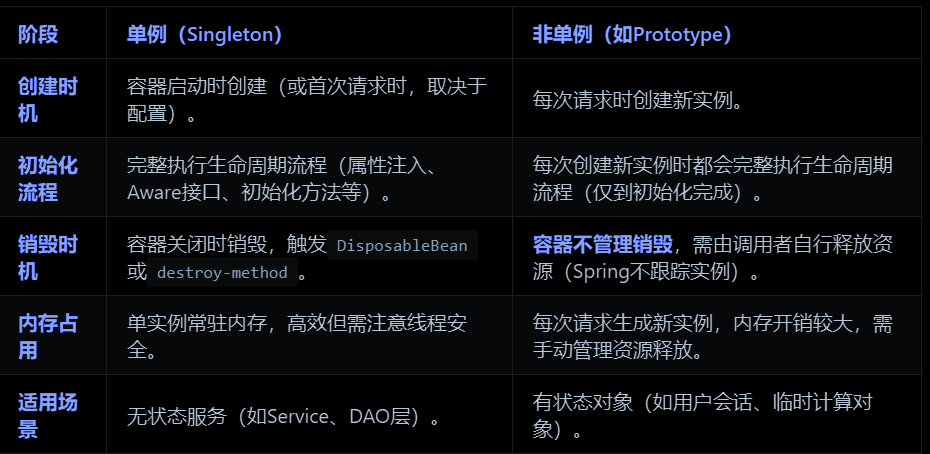 阶段 单例（Singleton） 非单例（如Prototype）
创建时 容器启动时创建（或首次请求时，取决于 每次请求时创建新实例。
机 配置）。
初始化 完整执行生命周期流程（属性注入、 每次创建新实例时都会完整执行生命周期
流程 Aware接口、初始化方法等）。 流程（仅到初始化完成）。
销毁时 容器关闭时销毁，触发 DisposableBean 容器不管理销毁，需由调用者自行释放资
机 或 destroy-method 。 源（Spring不跟踪实例）。
内存占 单实例常驻内存，高效但需注意线程安 每次请求生成新实例，内存开销较大，需
用 全。 手动管理资源释放。
适用场 无状态服务（如Service、DAO层）。 有状态对象（如用户会话、临时计算对
景 象）。